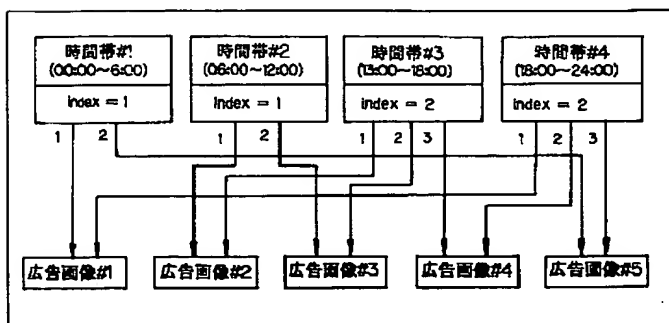 時間帯#1
(00:00~6:00)
index = 1
時間帯#2
(06:00~12:00)
index = 1
時間帯#3
(13:00~18:00)
index = 2
時間帯#4
(18:00~24:00)
index = 2
1 2 1 2 1 2 3 1 2 3
広告画像#1
広告画像#2
広告画像#3
広告画像#4
広告画像#5